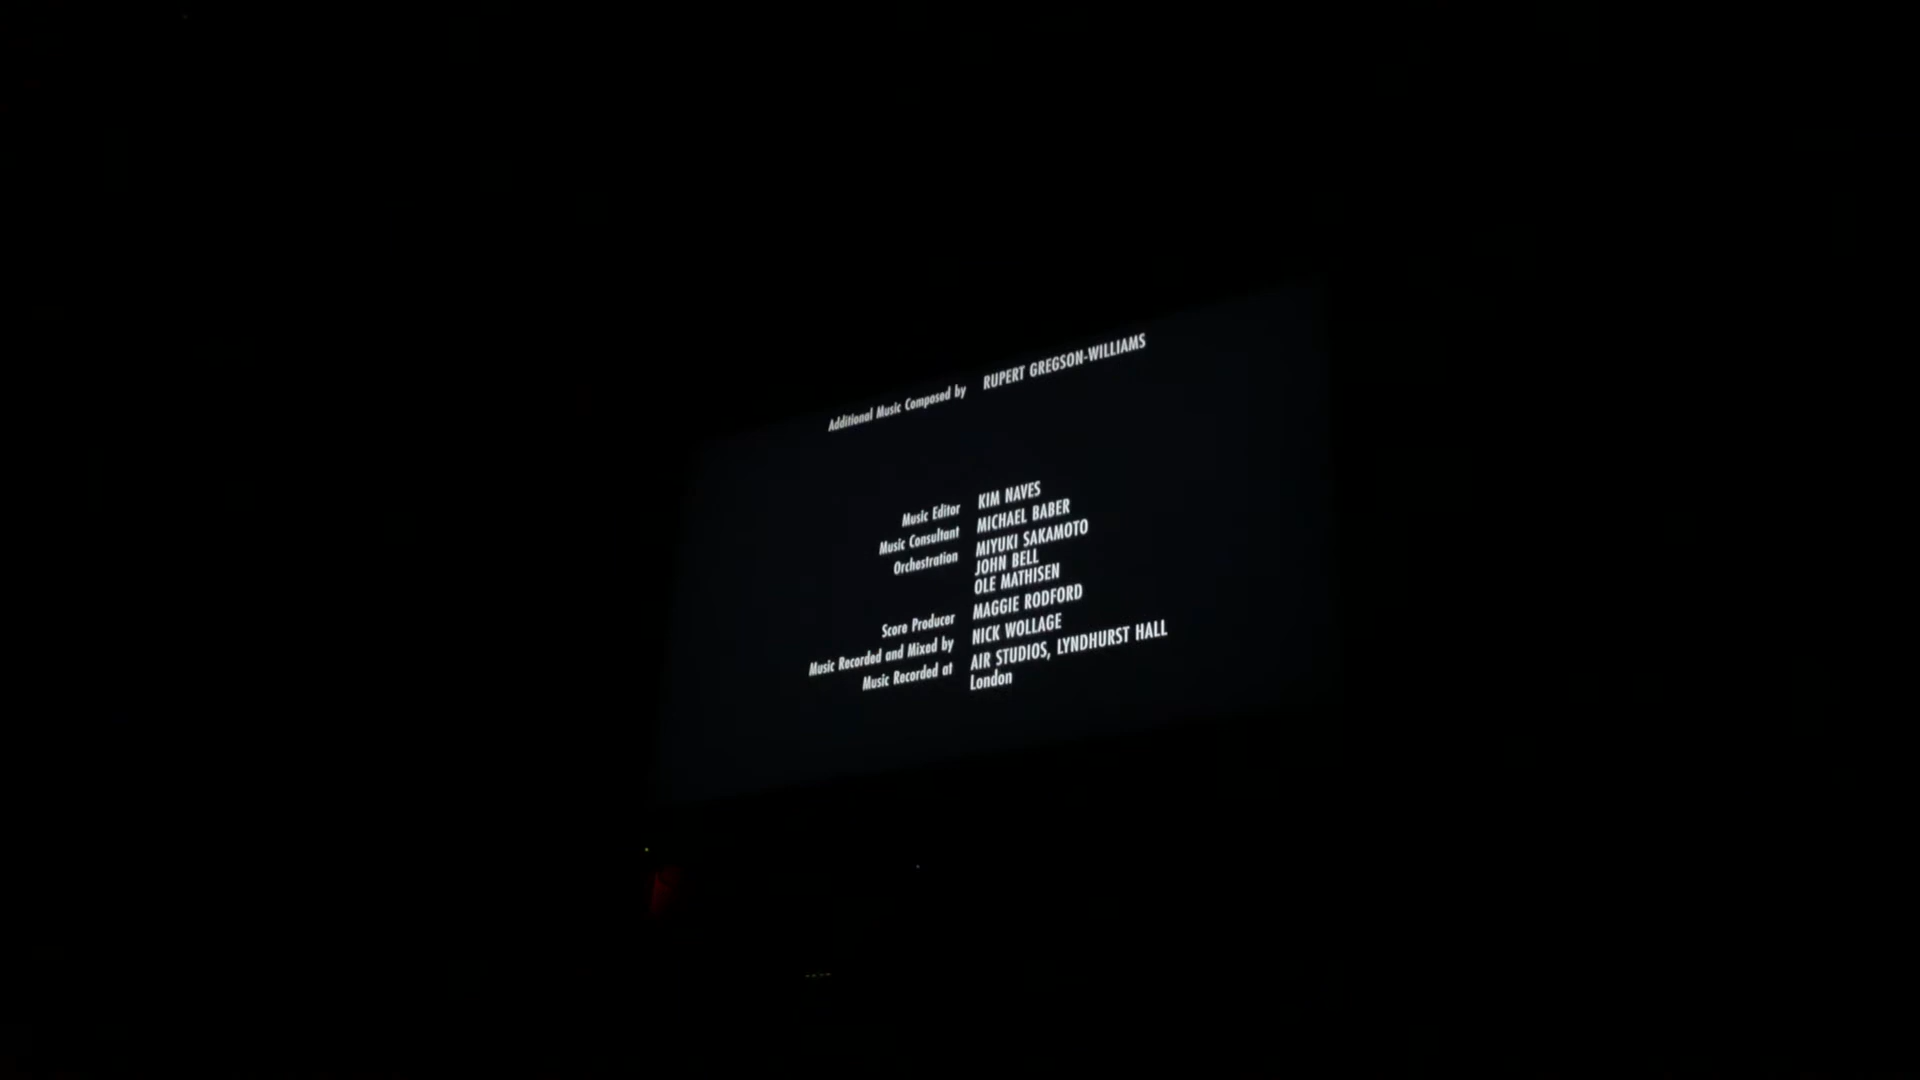 Additional Music Composed by RUPERT GREGSON-WILLIAMS
Music Editor KIM NAVES
Music Consultant MICHAEL BABER
Orchestration MIYUKI SAKAMOTO
JOHN BELL
OLE MATHISEN
Score Producer MAGGIE RODFORD
Music Recorded and Mixed by NICK WOLLAGE
Music Recorded at AIR STUDIOS, LYNDHURST HALL
London